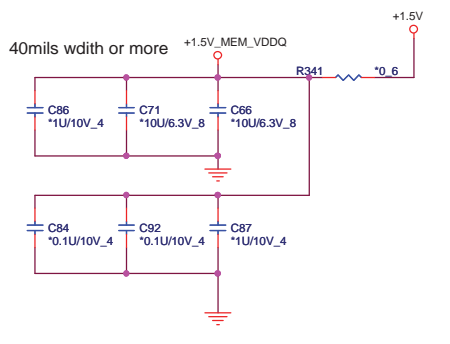 +1.5V
+1.5V_MEM_VDDQ
40mils wdith or more
R341
*0_6
C86
*1U/10V_4
C71
*10U/6.3V_8
C66
*10U/6.3V_8
C84
*0.1U/10V_4
C92
*0.1U/10V_4
C87
*1U/10V_4